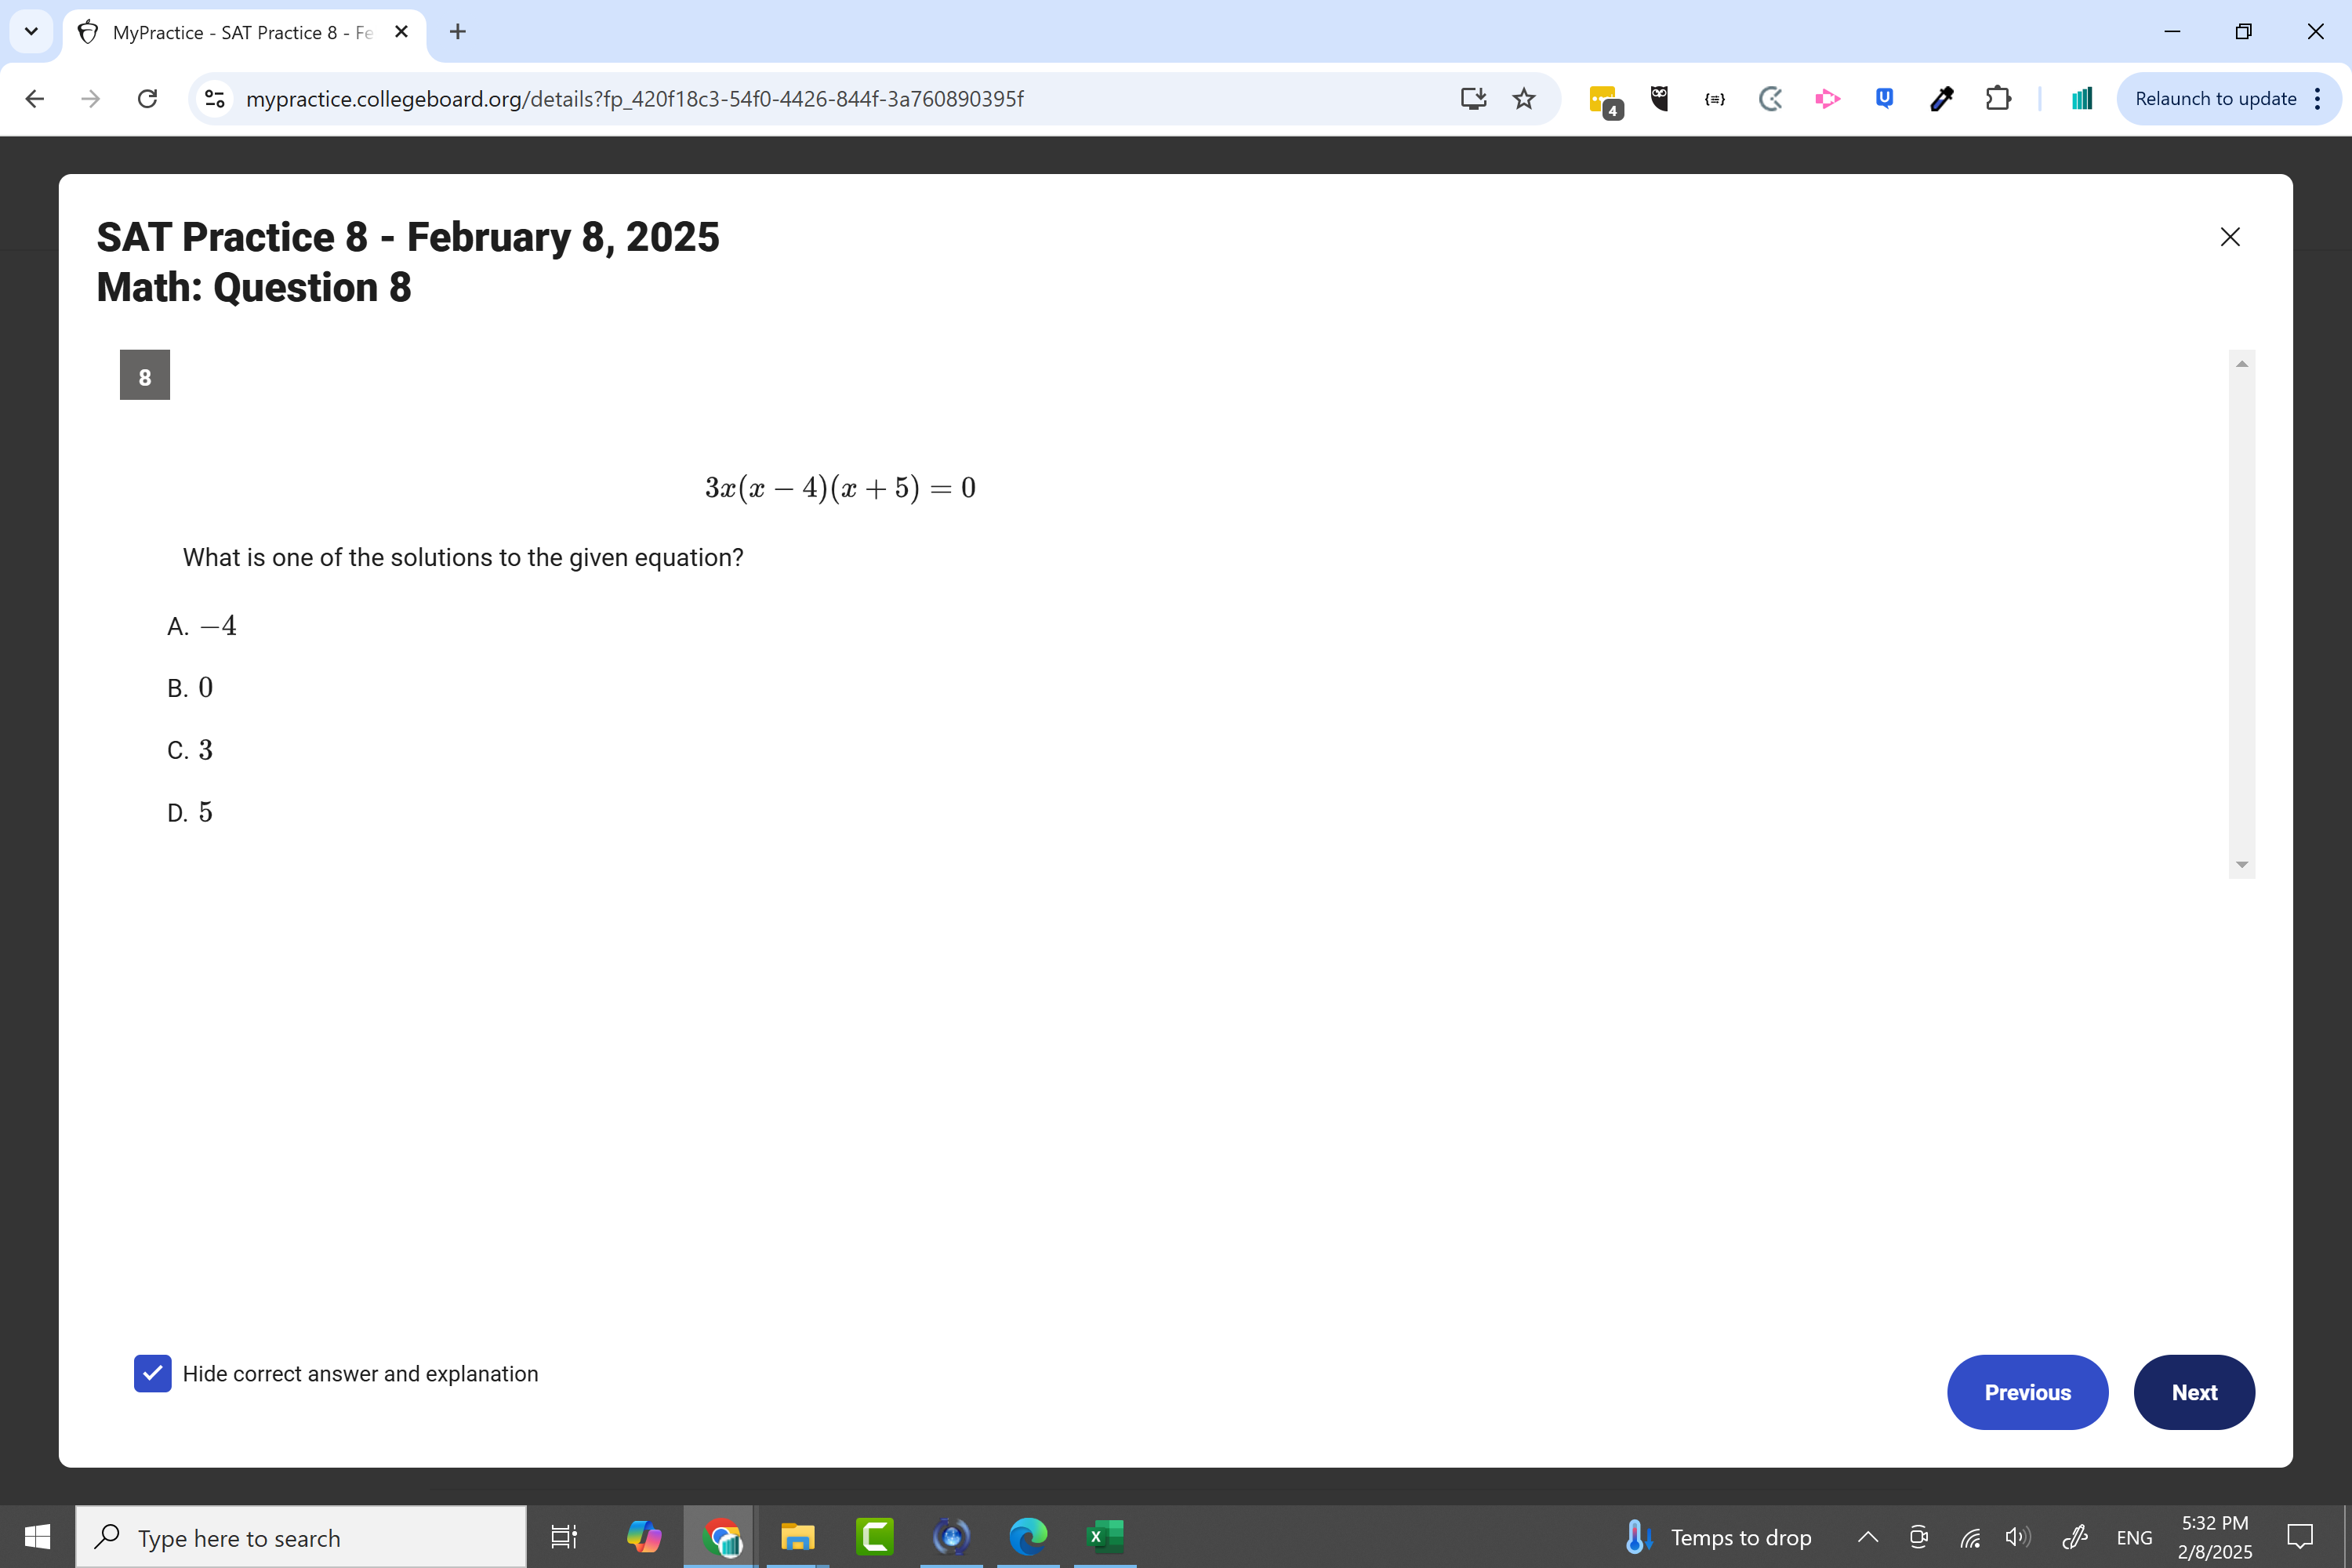 MyPractice - SAT Practice 8 - Fe
mypractice.collegeboard.org/details?fp_420f18c3-54f0-4426-844f-3a760890395f
4
{≡}
U
Relaunch to update
SAT Practice 8 - February 8, 2025
Math: Question 8
8
3x(x − 4)(x + 5) = 0
What is one of the solutions to the given equation?
A. −4
B. 0
C. 3
D. 5
Hide correct answer and explanation
Previous
Next
Type here to search
Temps to drop
ENG
5:32 PM
2/8/2025